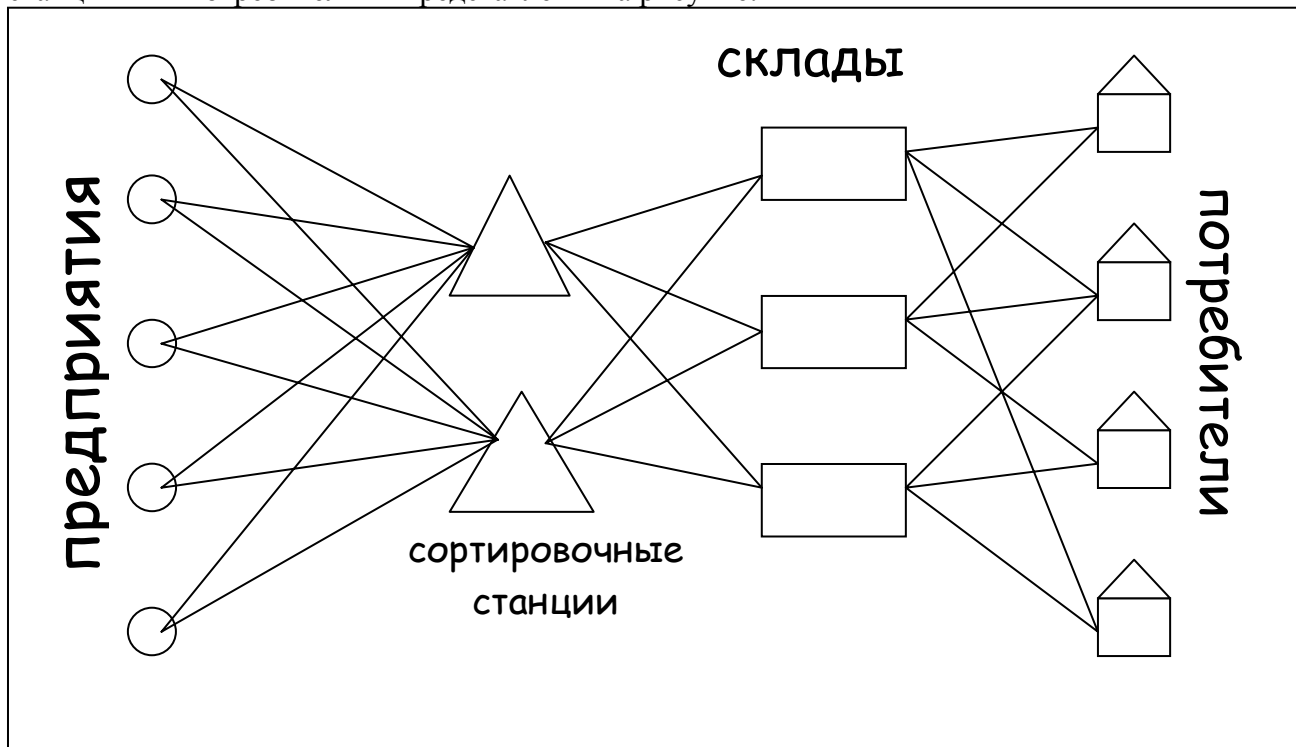 склады
предприятия
потребители
сортировочные
станции